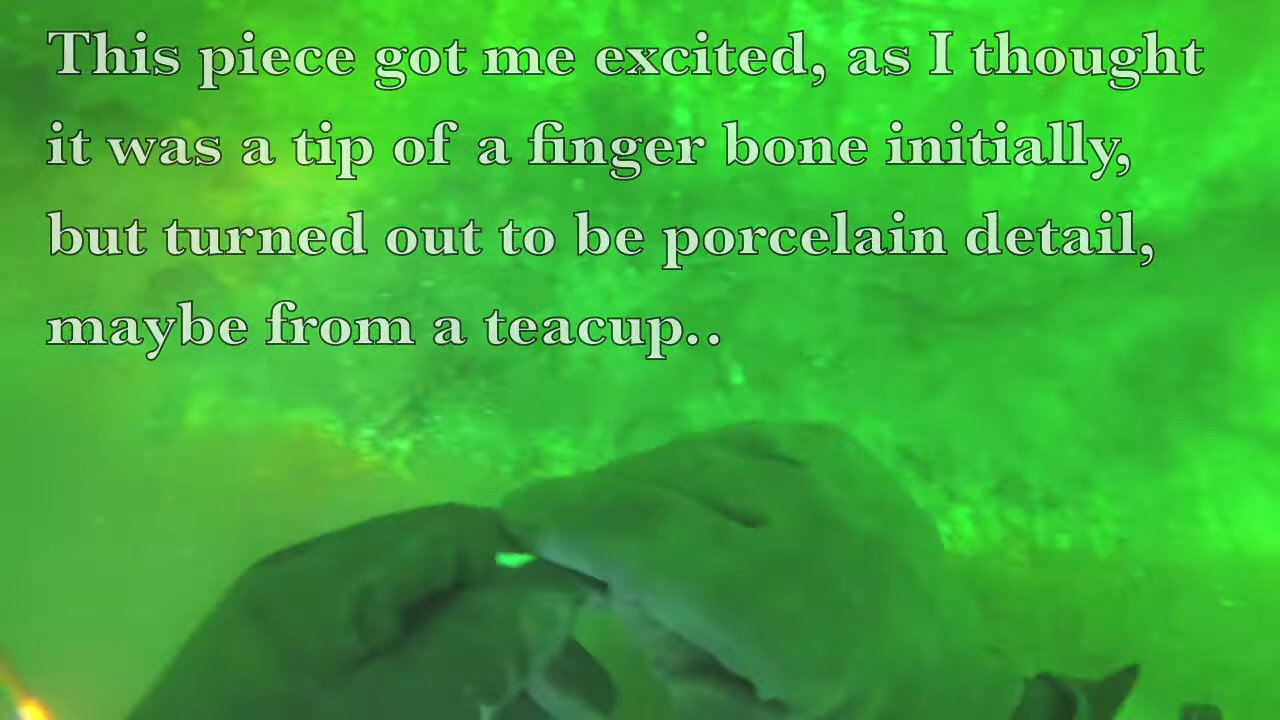 This piece got me excited, as I thought
it was a tip of a finger bone initially,
but turned out to be porcelain detail,
maybe from a teacup..